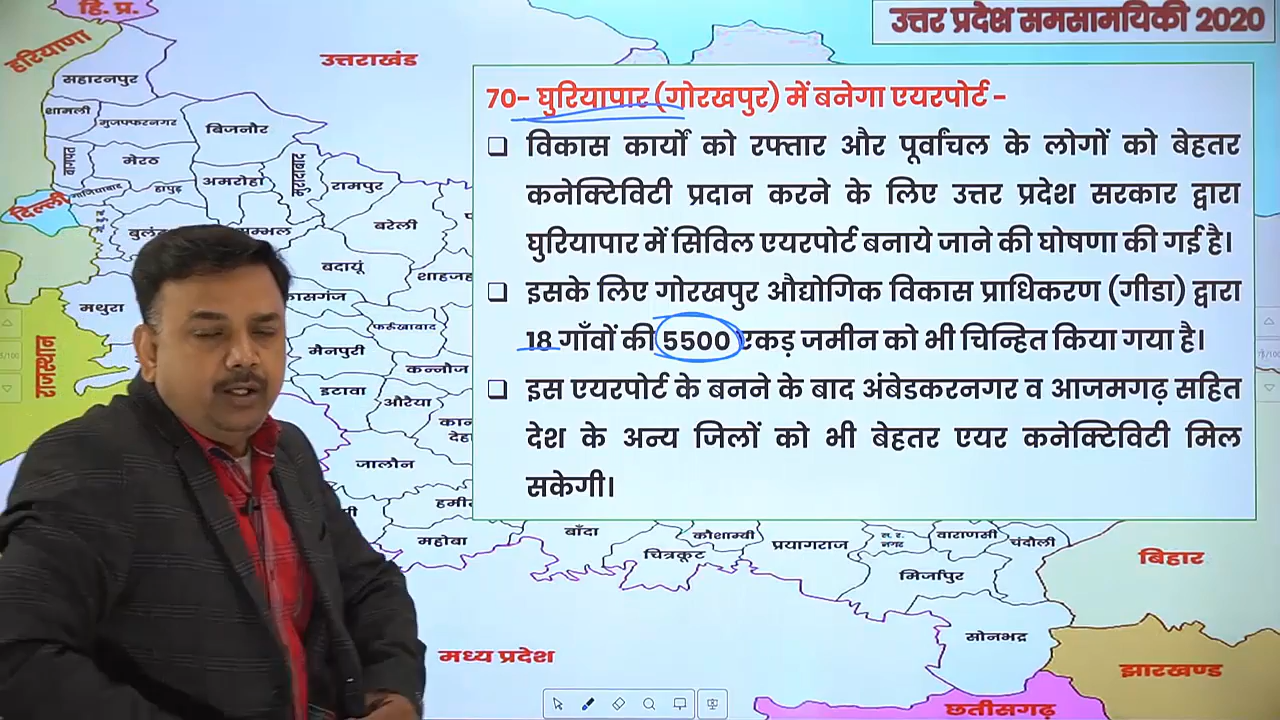 उत्तर प्रदेश समसामयिकी 2020
70- घुरियापार (गोरखपुर) में बनेगा एयरपोर्ट -
❑ विकास कार्यों को रफ्तार और पूर्वांचल के लोगों को बेहतर
कनेक्टिविटी प्रदान करने के लिए उत्तर प्रदेश सरकार द्वारा
घुरियापार में सिविल एयरपोर्ट बनाये जाने की घोषणा की गई है।
❑ इसके लिए गोरखपुर औद्योगिक विकास प्राधिकरण (गीडा) द्वारा
18 गाँवों की 5500 एकड़ जमीन को भी चिन्हित किया गया है।
❑ इस एयरपोर्ट के बनने के बाद अंबेडकरनगर व आजमगढ़ सहित
देश के अन्य जिलों को भी बेहतर एयर कनेक्टिविटी मिल
सकेगी।
हि. प्र.
हरियाणा
उत्तराखंड
सहारनपुर
शामली
मुजफ्फरनगर
बिजनौर
बागपत
मेरठ
अमरोहा
मुरादाबाद
रामपुर
दिल्ली
गाजियाबाद
हापुड़
बरेली
बदायूं
मथुरा
कासगंज
फर्रुखाबाद
राजस्थान
मैनपुरी
कन्नौज
इटावा
औरैया
जालौन
महोबा
बाँदा
कौशाम्बी
चित्रकूट
प्रयागराज
स. र. नगर
वाराणसी
चंदौली
मिर्जापुर
सोनभद्र
बिहार
मध्य प्रदेश
झारखण्ड
छतीसगढ़